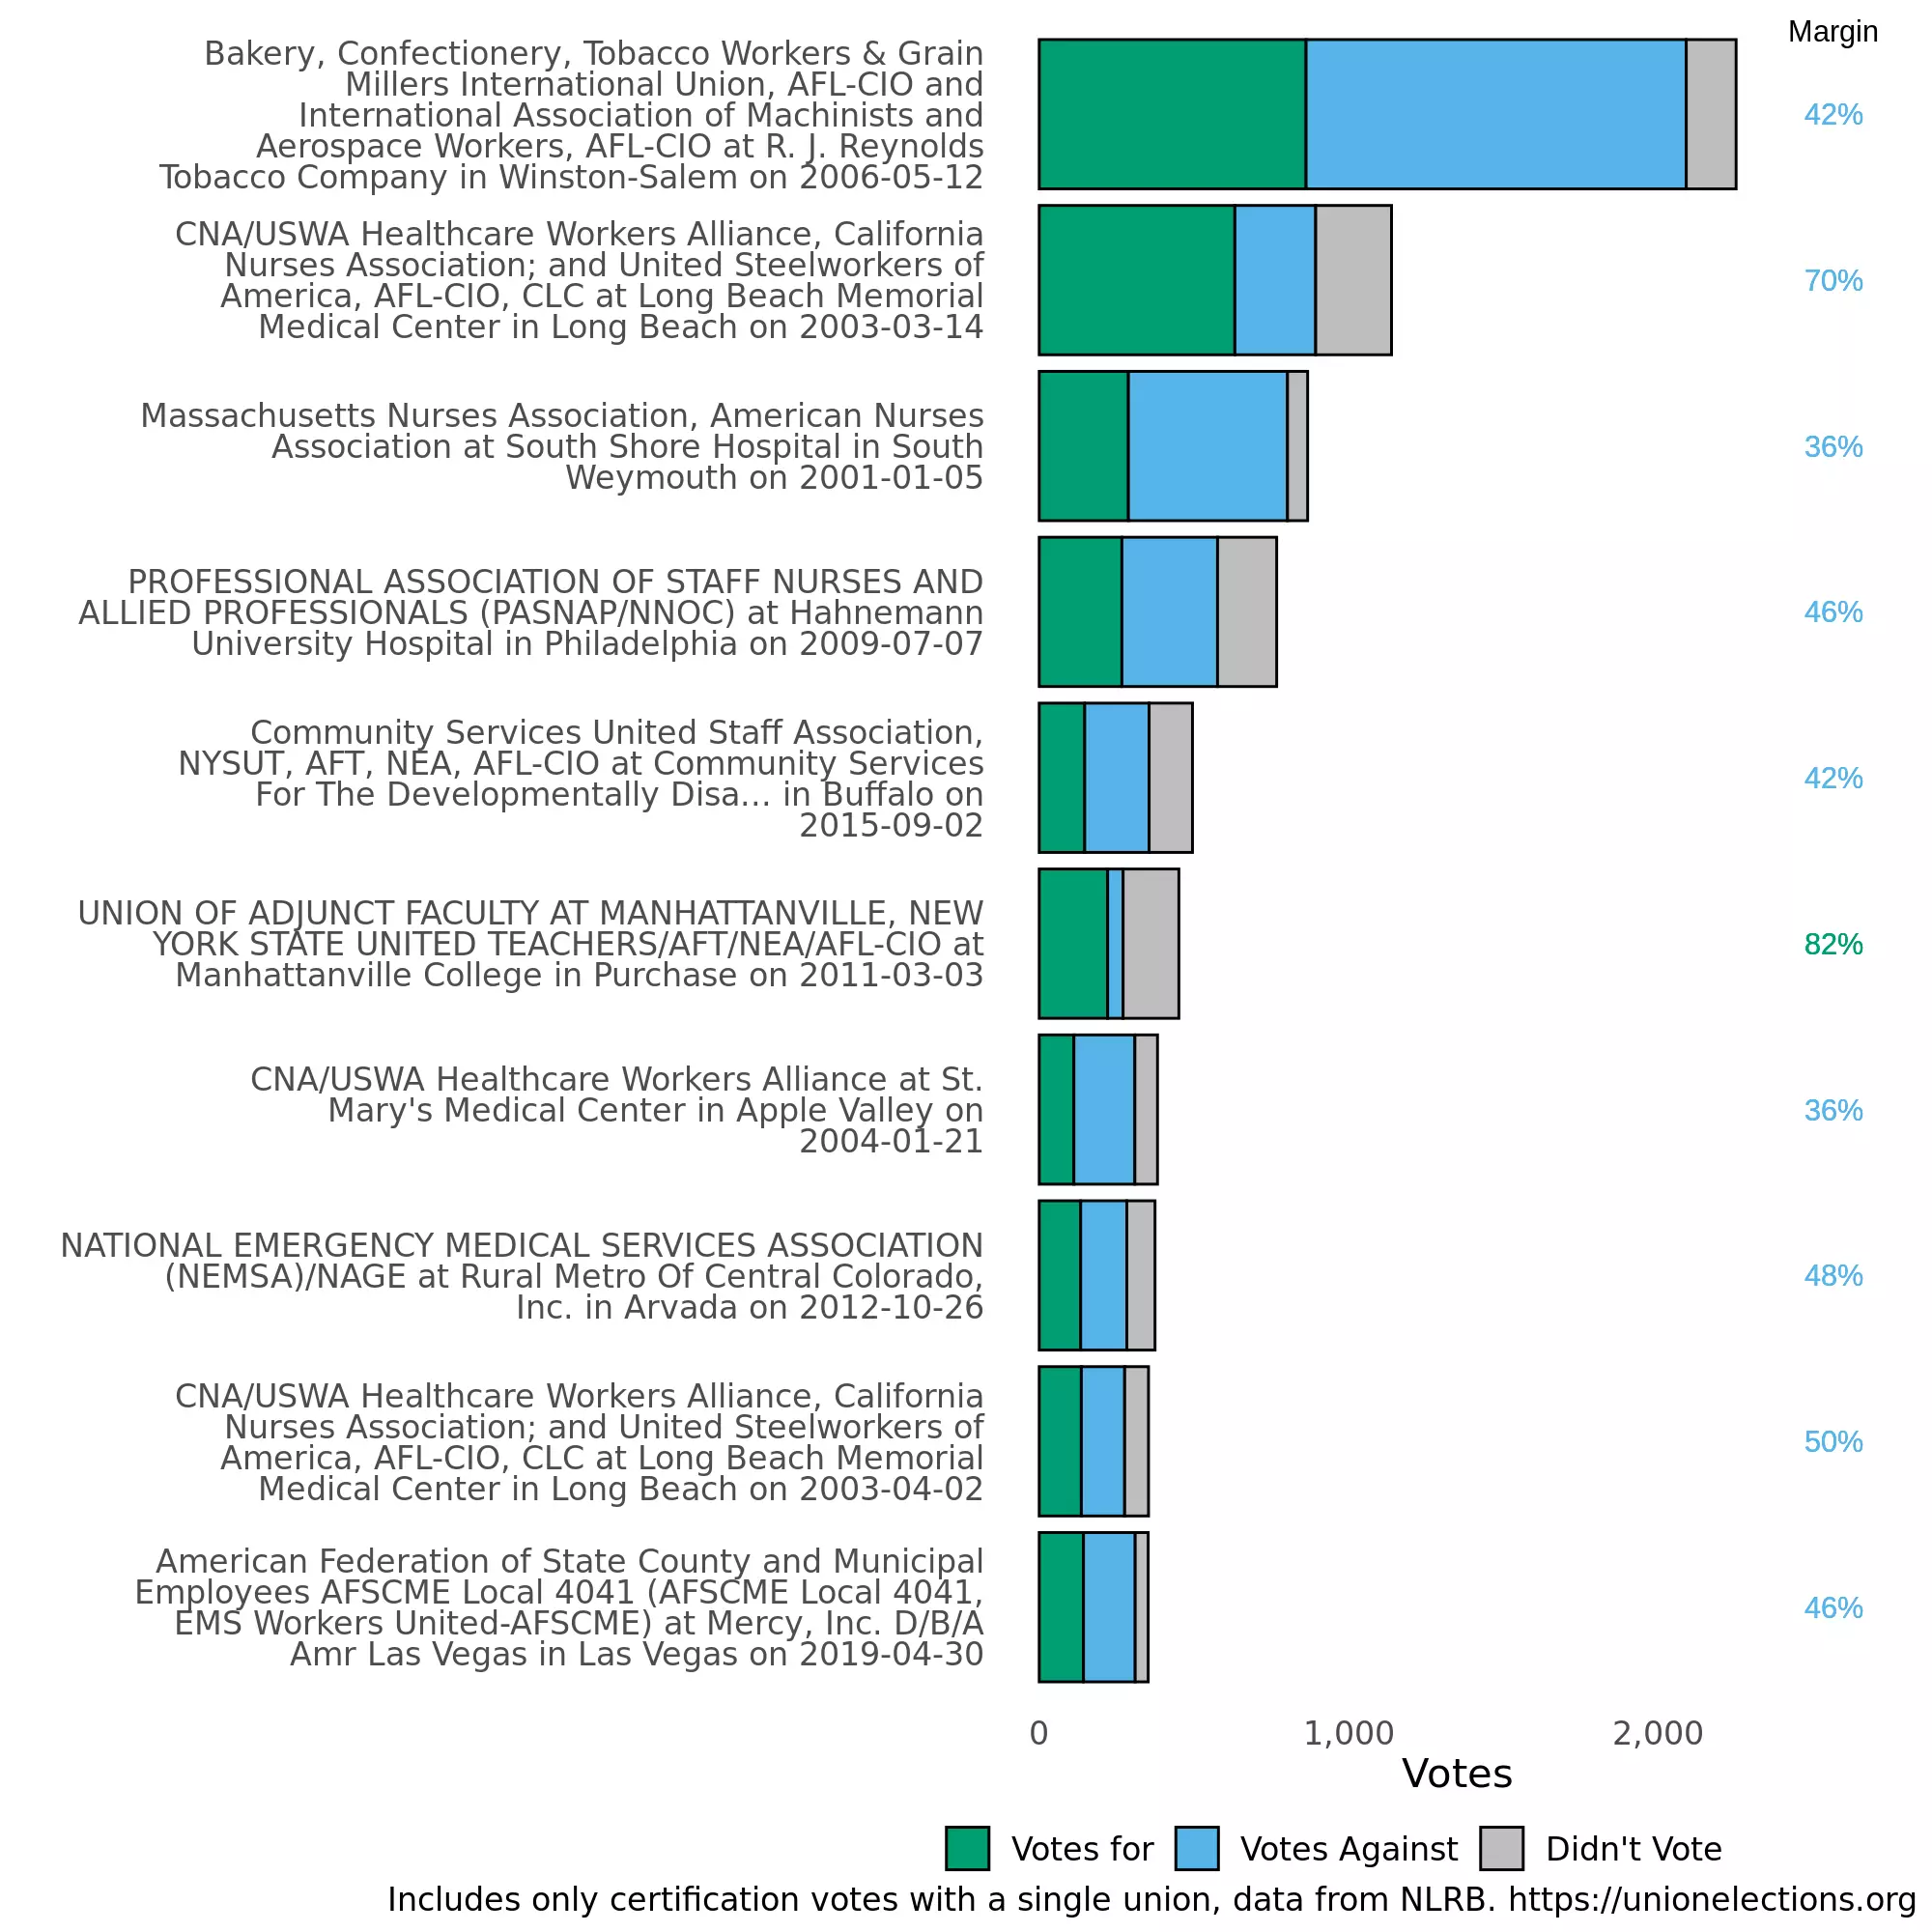 Margin
Bakery, Confectionery, Tobacco Workers & Grain
Millers International Union, AFL-CIO and
International Association of Machinists and
Aerospace Workers, AFL-CIO at R. J. Reynolds
Tobacco Company in Winston-Salem on 2006-05-12
42%
CNA/USWA Healthcare Workers Alliance, California
Nurses Association; and United Steelworkers of
America, AFL-CIO, CLC at Long Beach Memorial
Medical Center in Long Beach on 2003-03-14
70%
Massachusetts Nurses Association, American Nurses
Association at South Shore Hospital in South
Weymouth on 2001-01-05
36%
PROFESSIONAL ASSOCIATION OF STAFF NURSES AND
ALLIED PROFESSIONALS (PASNAP/NNOC) at Hahnemann
University Hospital in Philadelphia on 2009-07-07
46%
Community Services United Staff Association,
NYSUT, AFT, NEA, AFL-CIO at Community Services
For The Developmentally Disa... in Buffalo on
2015-09-02
42%
UNION OF ADJUNCT FACULTY AT MANHATTANVILLE, NEW
YORK STATE UNITED TEACHERS/AFT/NEA/AFL-CIO at
Manhattanville College in Purchase on 2011-03-03
82%
CNA/USWA Healthcare Workers Alliance at St.
Mary's Medical Center in Apple Valley on
2004-01-21
36%
NATIONAL EMERGENCY MEDICAL SERVICES ASSOCIATION
(NEMSA)/NAGE at Rural Metro Of Central Colorado,
Inc. in Arvada on 2012-10-26
48%
CNA/USWA Healthcare Workers Alliance, California
Nurses Association; and United Steelworkers of
America, AFL-CIO, CLC at Long Beach Memorial
Medical Center in Long Beach on 2003-04-02
50%
American Federation of State County and Municipal
Employees AFSCME Local 4041 (AFSCME Local 4041,
EMS Workers United-AFSCME) at Mercy, Inc. D/B/A
Amr Las Vegas in Las Vegas on 2019-04-30
46%
0 1,000 2,000
Votes
Votes for Votes Against Didn't Vote
Includes only certification votes with a single union, data from NLRB. https://unionelections.org